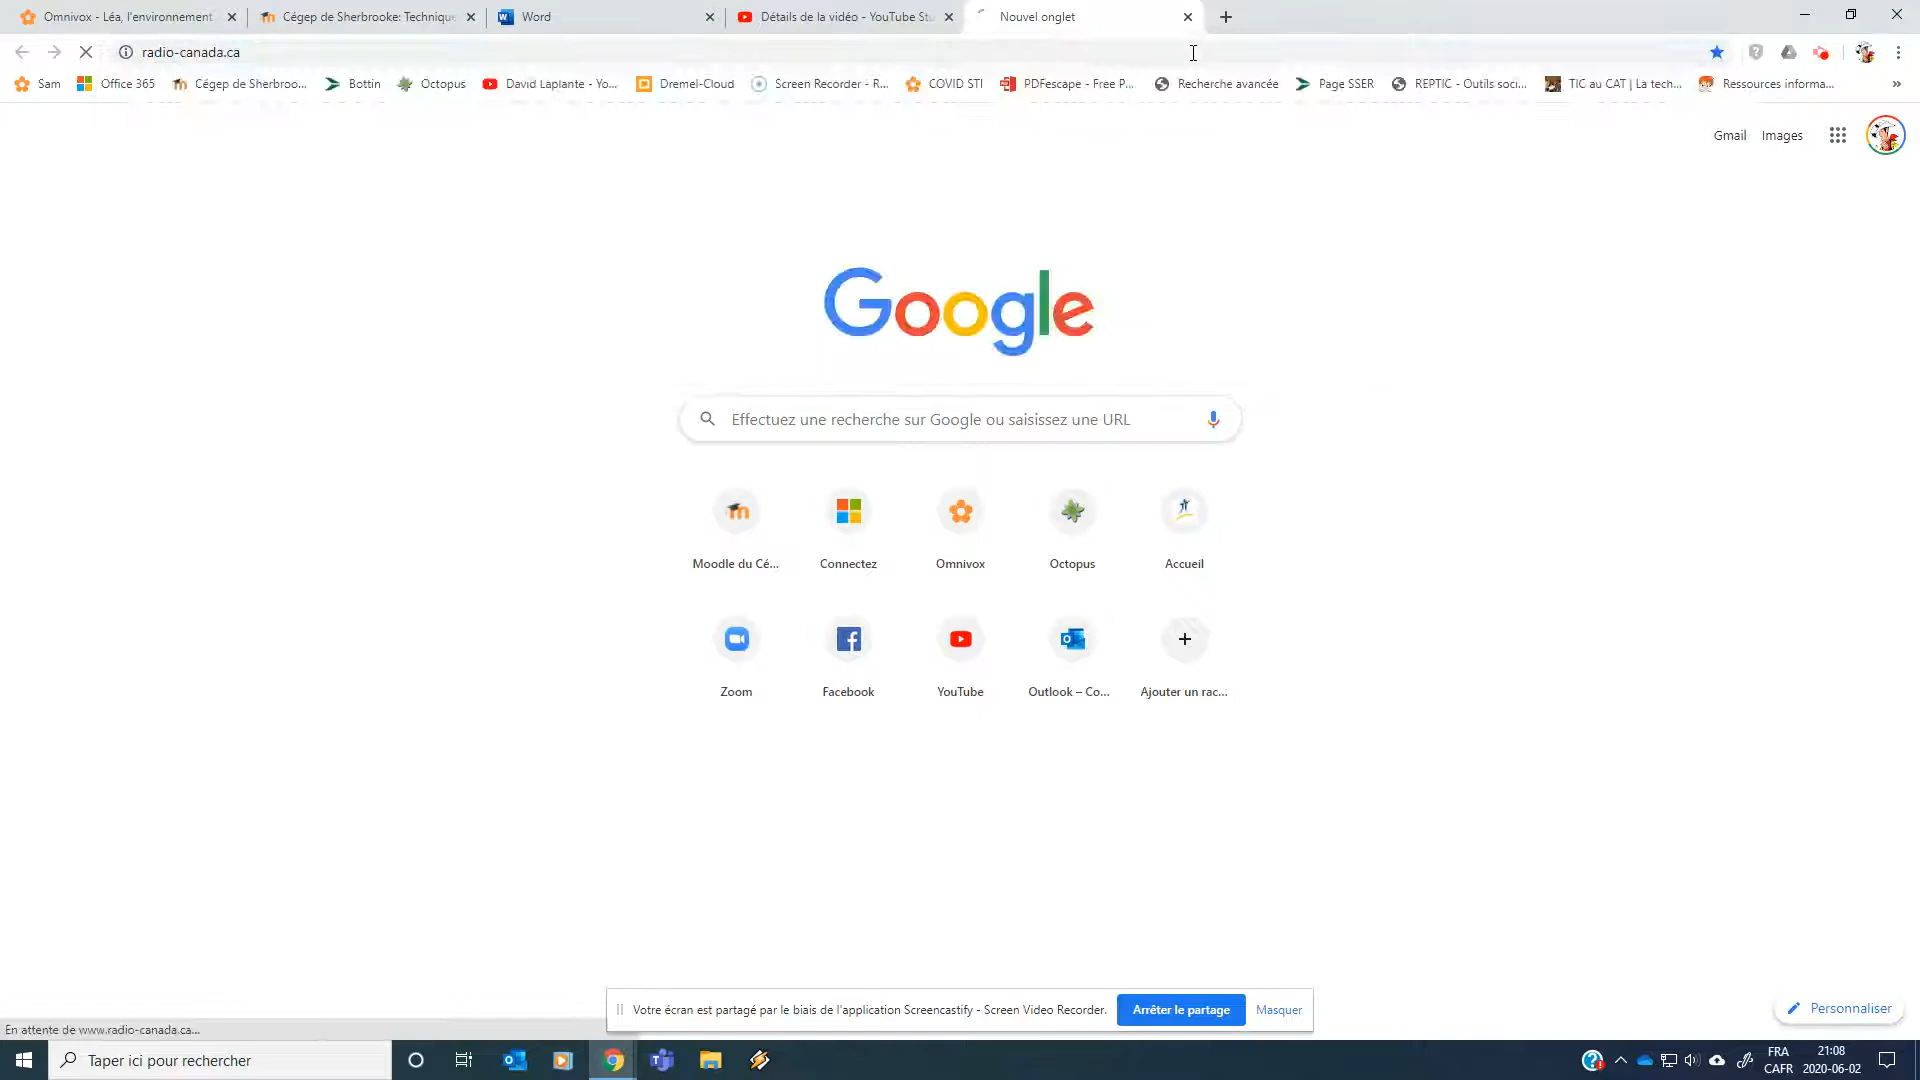 Omnivox - Léa, l'environnement
Cégep de Sherbrooke: Technique
Word
Détails de la vidéo - YouTube Stu
Nouvel onglet
radio-canada.ca
Sam
Office 365
Cégep de Sherbroo...
Bottin
Octopus
David Laplante - Yo...
Dremel-Cloud
Screen Recorder - R...
COVID STI
PDFescape - Free P...
Recherche avancée
Page SSER
REPTIC - Outils soci...
TIC au CAT | La tech...
Ressources informa...
»
Gmail Images
Google
Effectuez une recherche sur Google ou saisissez une URL
Moodle du Cé...
Connectez
Omnivox
Octopus
Accueil
Zoom
Facebook
YouTube
Outlook – Co...
Ajouter un rac...
Votre écran est partagé par le biais de l'application Screencastify - Screen Video Recorder.
Arrêter le partage
Masquer
Personnaliser
En attente de www.radio-canada.ca...
Taper ici pour rechercher
FRA
CAFR
21:08
2020-06-02